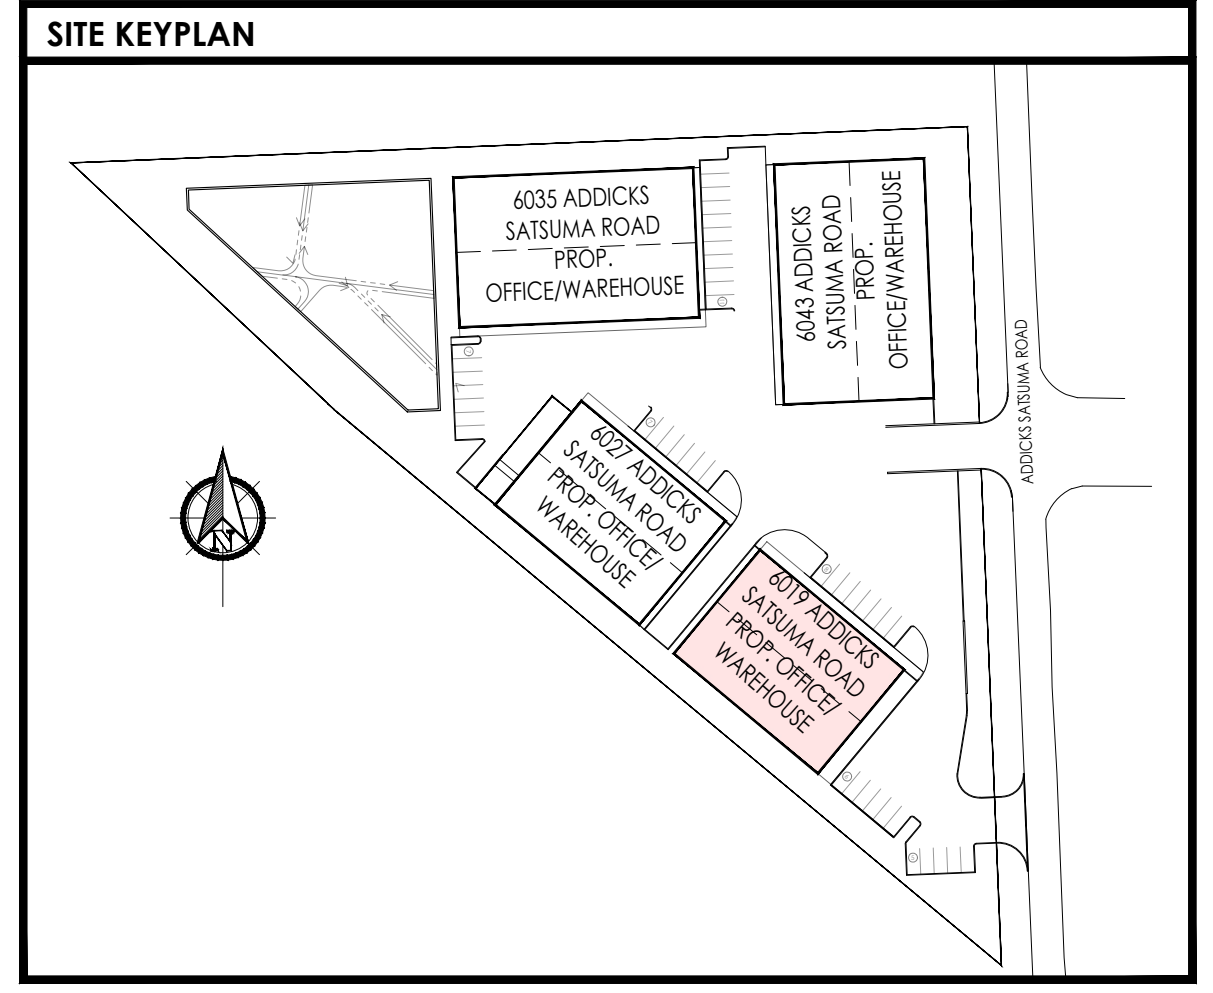 SITE KEYPLAN
6035 ADDICKS
SATSUMA ROAD
PROP.
OFFICE/WAREHOUSE
6043 ADDICKS
SATSUMA ROAD
PROP.
OFFICE/WAREHOUSE
ADDICKS SATSUMA ROAD
6027 ADDICKS
SATSUMA ROAD
PROP. OFFICE/
WAREHOUSE
N
6019 ADDICKS
SATSUMA ROAD
PROP. OFFICE/
WAREHOUSE